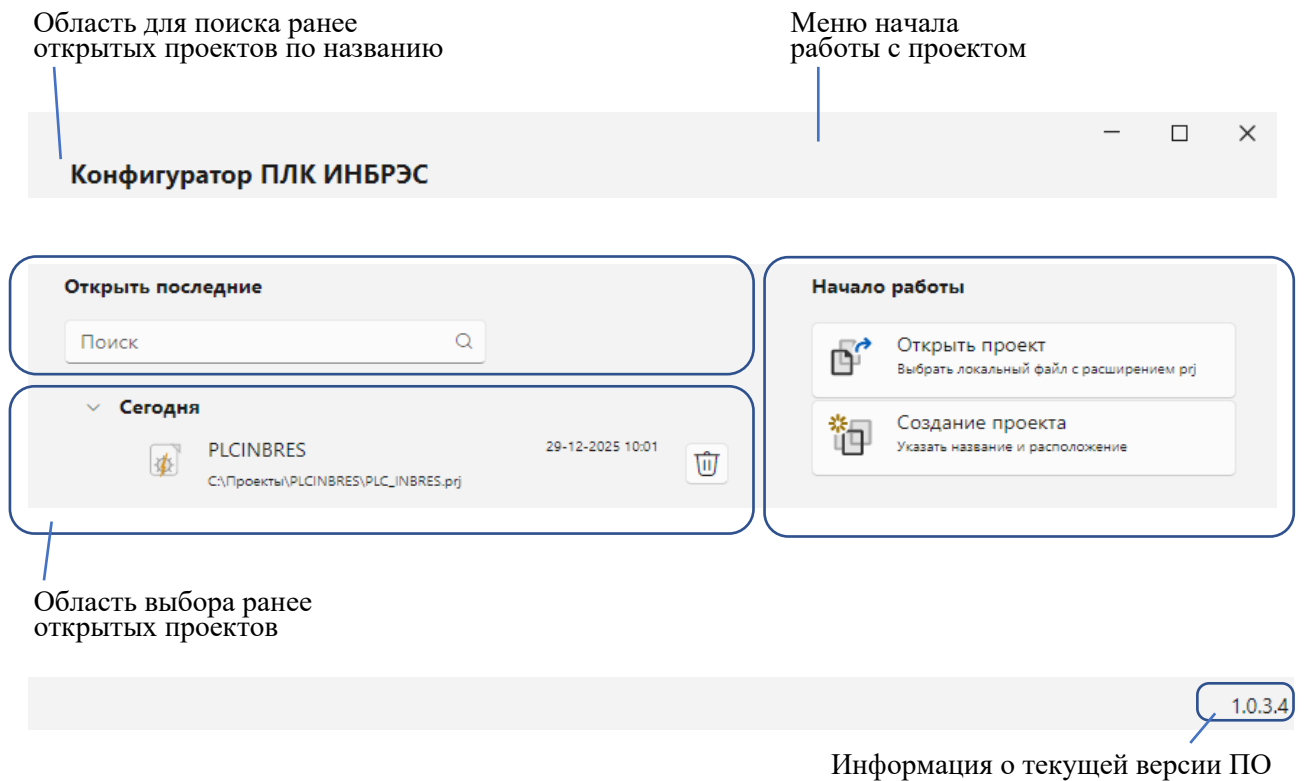 Область для поиска ранее
открытых проектов по названию
Меню начала
работы с проектом
Конфигуратор ПЛК ИНБРЭС
Открыть последние
Поиск
Сегодня
PLCINBRES
29-12-2025 10:01
C:\Проекты\PLCINBRES\PLC_INBRES.prj
Начало работы
Открыть проект
Выбрать локальный файл с расширением prj
Создание проекта
Указать название и расположение
Область выбора ранее
открытых проектов
1.0.3.4
Информация о текущей версии ПО